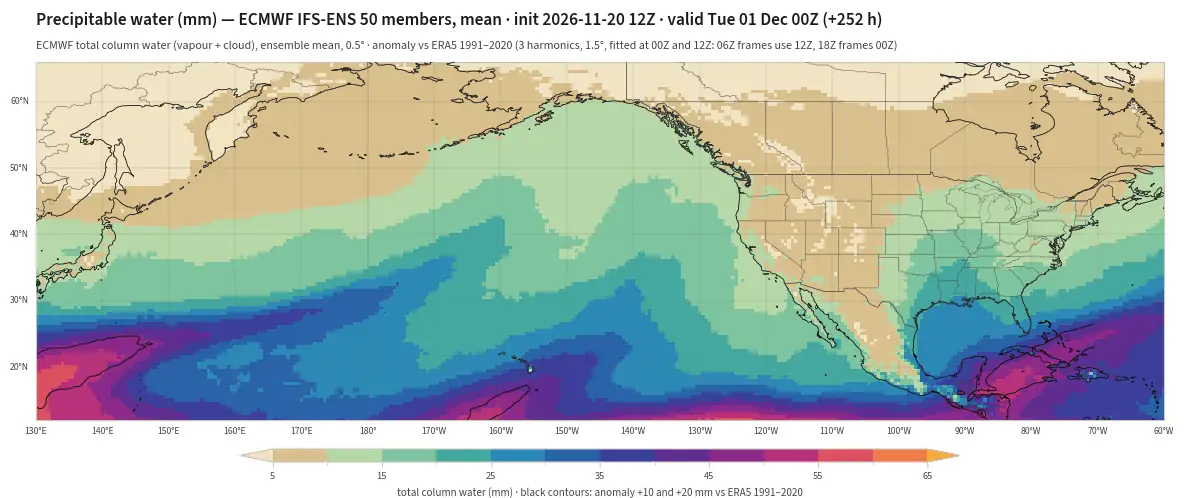 Precipitable water (mm) — ECMWF IFS-ENS 50 members, mean · init 2026-11-20 12Z · valid Tue 01 Dec 00Z (+252 h)
ECMWF total column water (vapour + cloud), ensemble mean, 0.5° · anomaly vs ERA5 1991–2020 (3 harmonics, 1.5°, fitted at 00Z and 12Z: 06Z frames use 12Z, 18Z frames 00Z)
60°N
50°N
40°N
30°N
20°N
130°E 140°E 150°E 160°E 170°E 180° 170°W 160°W 150°W 140°W 130°W 120°W 110°W 100°W 90°W 80°W 70°W 60°W
5 15 25 35 45 55 65
total column water (mm) · black contours: anomaly +10 and +20 mm vs ERA5 1991–2020